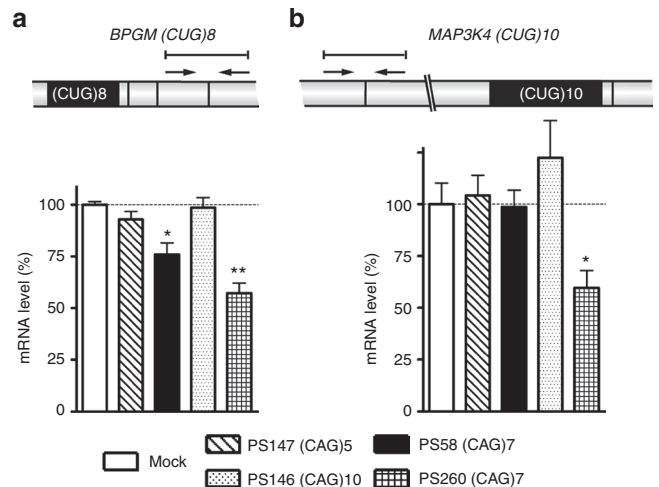 a
BPGM (CUG)8
(CUG)8
mRNA level (%)
100
75
50
25
0
*
**
b
MAP3K4 (CUG)10
(CUG)10
mRNA level (%)
100
75
50
25
0
*
Mock
PS147 (CAG)5
PS58 (CAG)7
PS146 (CAG)10
PS260 (CAG)7